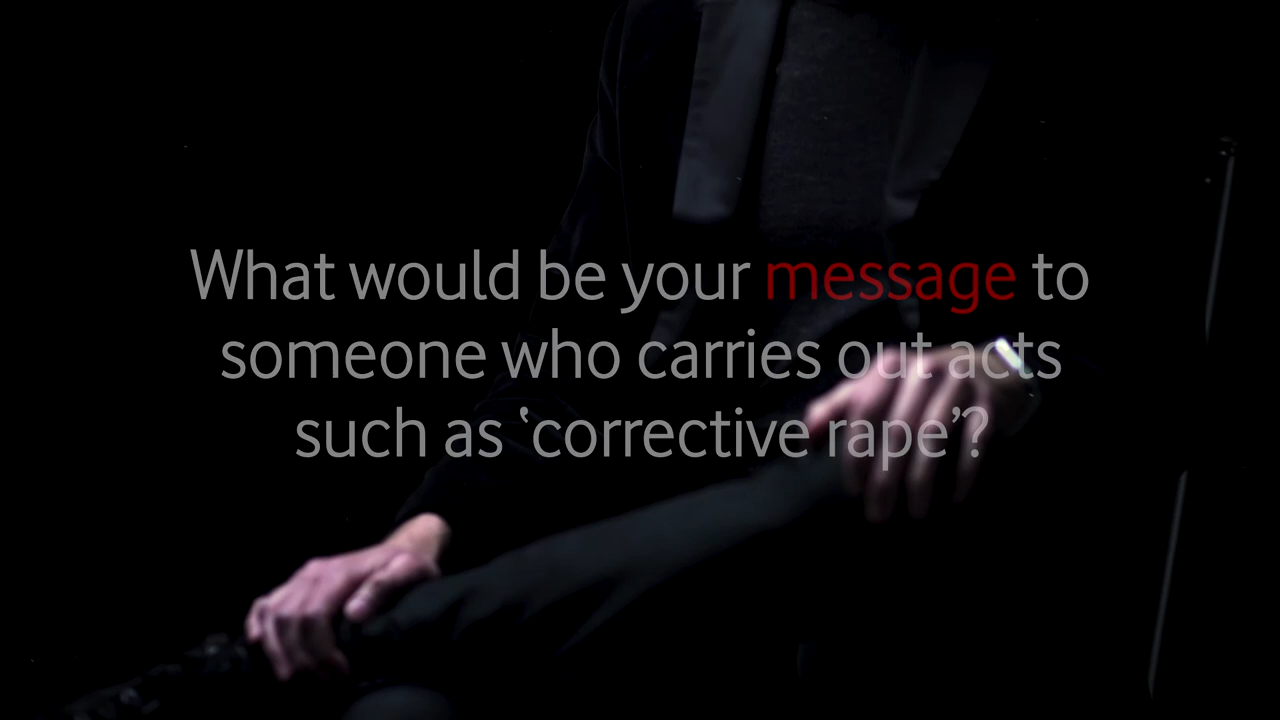 What would be your message to
someone who carries out acts
such as ‘corrective rape’?